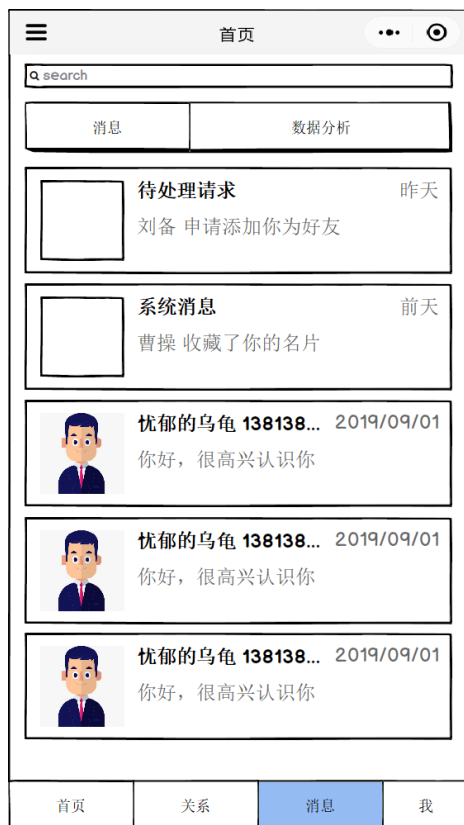 首页
search
消息
数据分析
待处理请求 昨天
刘备 申请添加你为好友
系统消息 前天
曹操 收藏了你的名片
忧郁的乌龟 138138... 2019/09/01
你好，很高兴认识你
忧郁的乌龟 138138... 2019/09/01
你好，很高兴认识你
忧郁的乌龟 138138... 2019/09/01
你好，很高兴认识你
首页 关系 消息 我